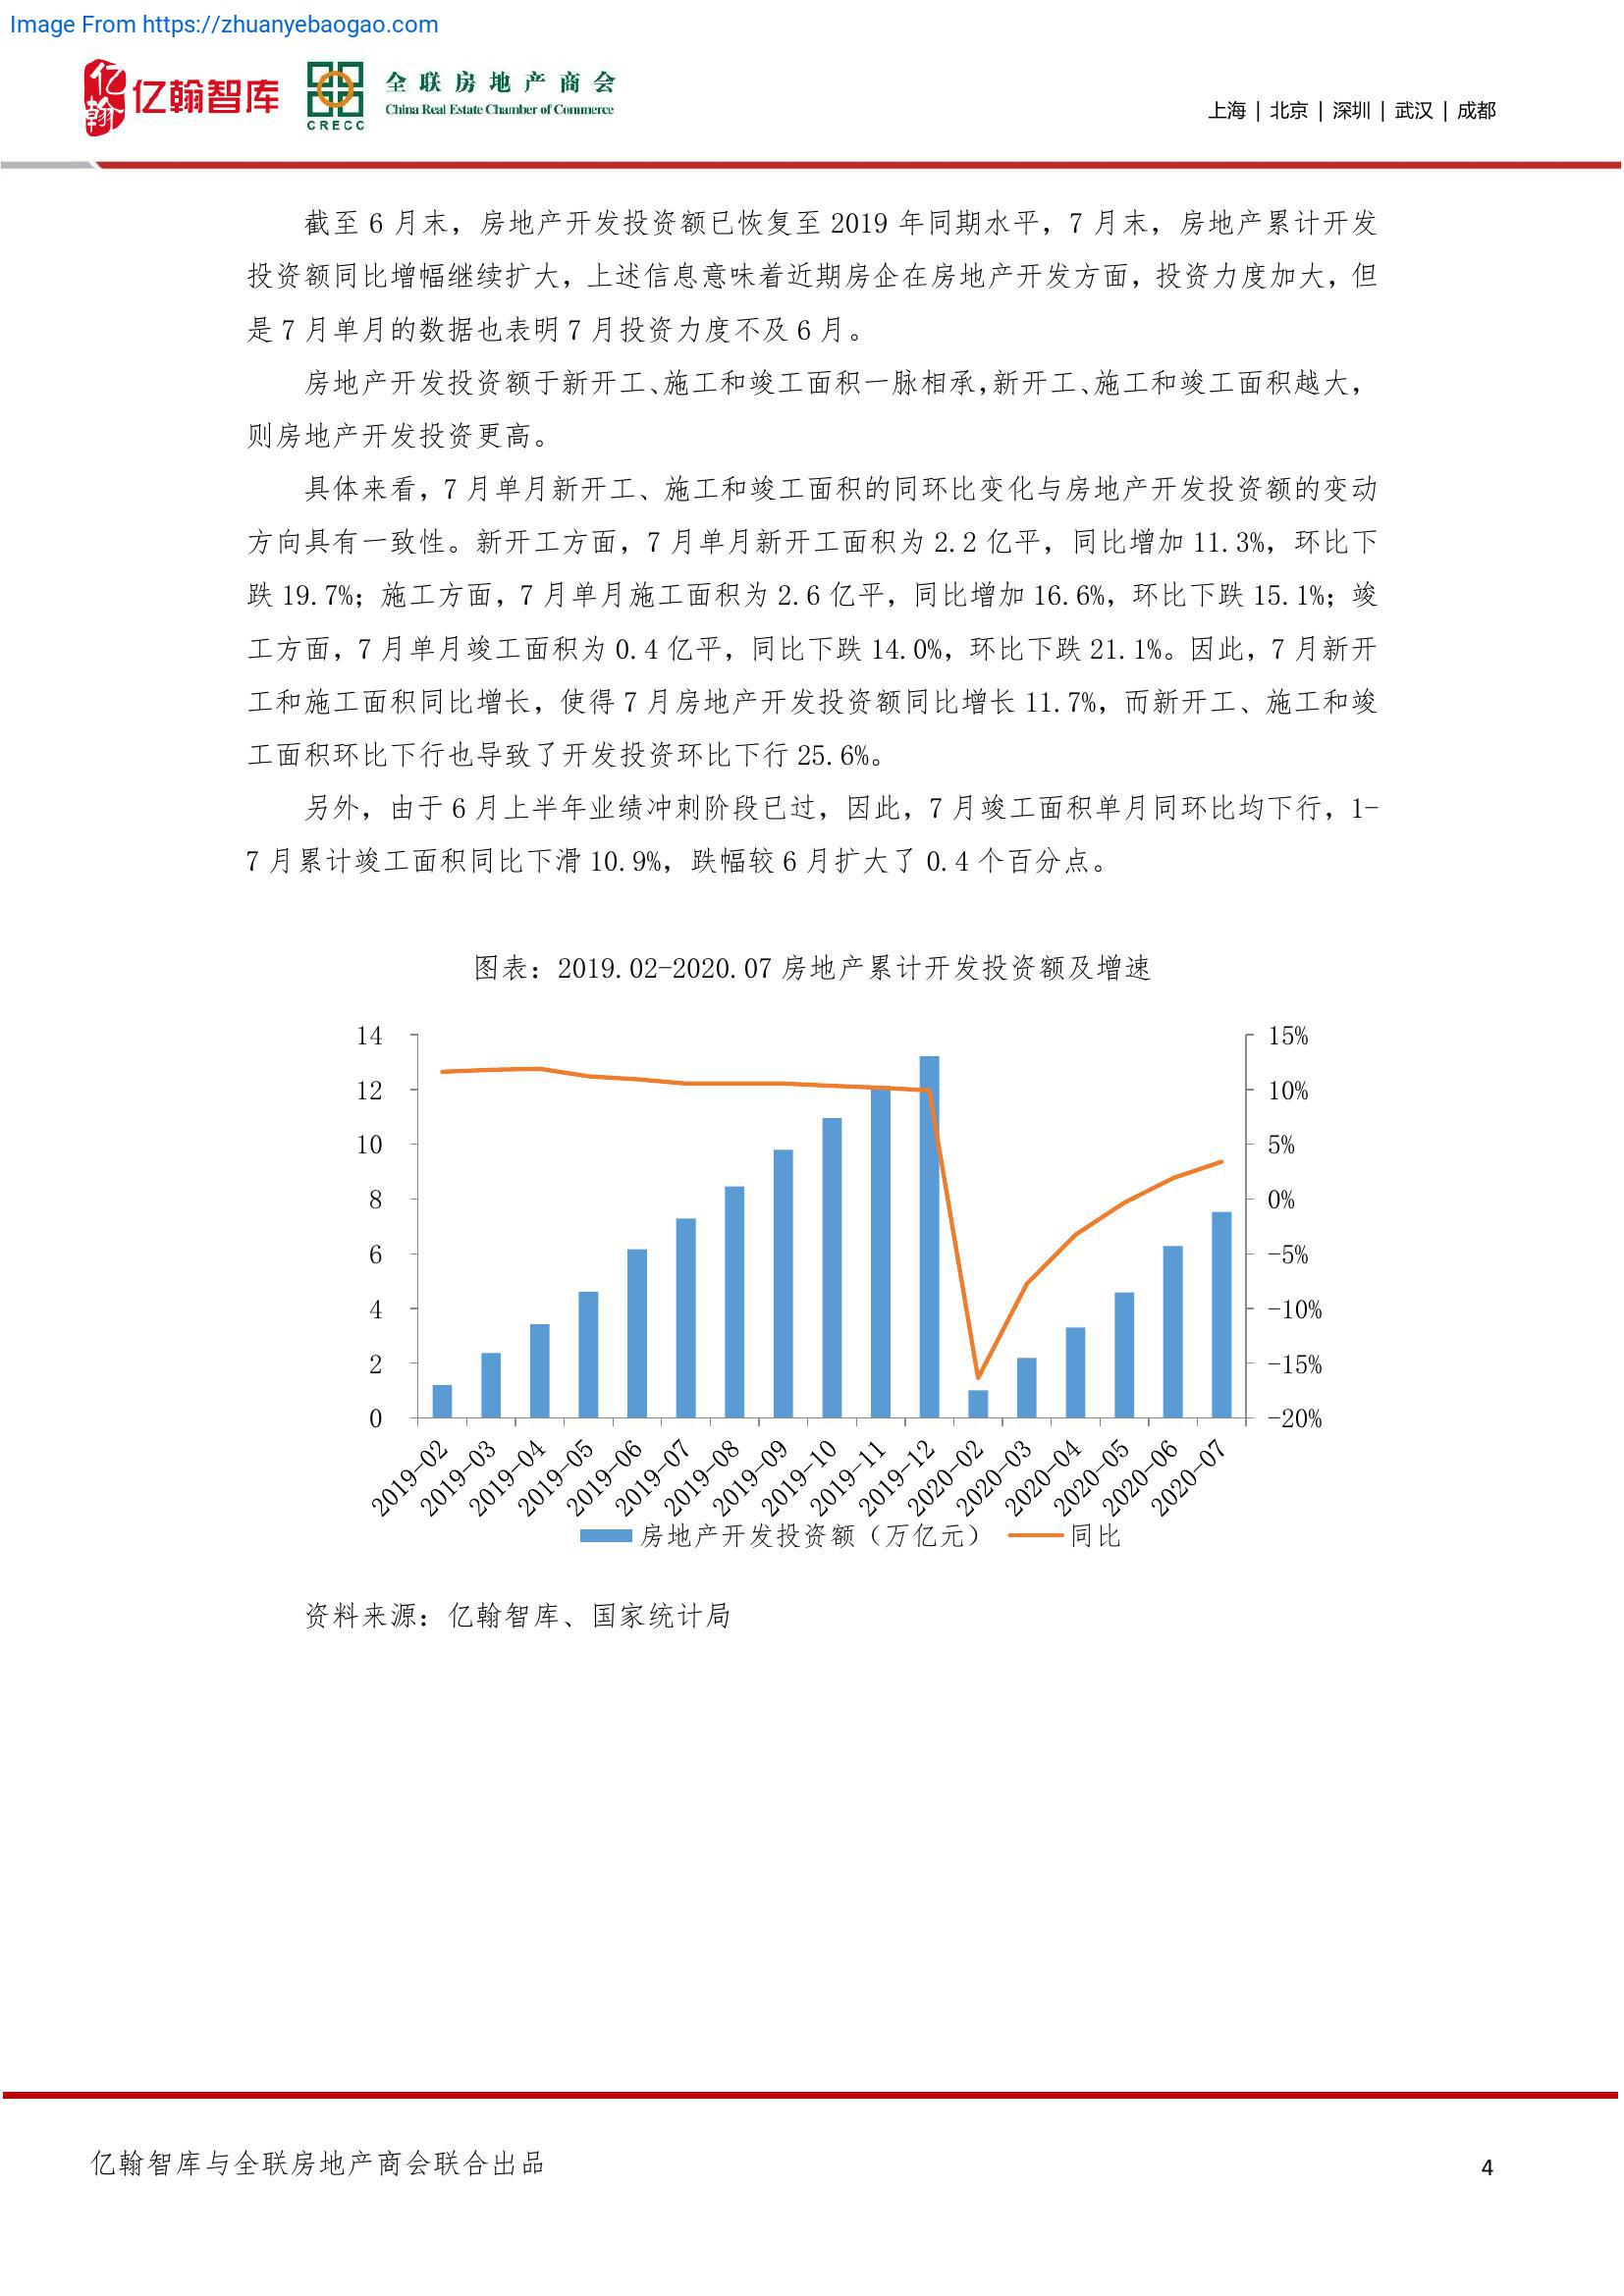 Image From https://zhuanyebaogao.com
亿翰
亿翰智库
CRECC
全联房地产商会
China Real Estate Chamber of Commerce
上海 | 北京 | 深圳 | 武汉 | 成都
截至 6 月末，房地产开发投资额已恢复至 2019 年同期水平，7 月末，房地产累计开发
投资额同比增幅继续扩大，上述信息意味着近期房企在房地产开发方面，投资力度加大，但
是 7 月单月的数据也表明 7 月投资力度不及 6 月。
房地产开发投资额于新开工、施工和竣工面积一脉相承，新开工、施工和竣工面积越大，
则房地产开发投资更高。
具体来看，7 月单月新开工、施工和竣工面积的同环比变化与房地产开发投资额的变动
方向具有一致性。新开工方面，7 月单月新开工面积为 2.2 亿平，同比增加 11.3%，环比下
跌 19.7%；施工方面，7 月单月施工面积为 2.6 亿平，同比增加 16.6%，环比下跌 15.1%；竣
工方面，7 月单月竣工面积为 0.4 亿平，同比下跌 14.0%，环比下跌 21.1%。因此，7 月新开
工和施工面积同比增长，使得 7 月房地产开发投资额同比增长 11.7%，而新开工、施工和竣
工面积环比下行也导致了开发投资环比下行 25.6%。
另外，由于 6 月上半年业绩冲刺阶段已过，因此，7 月竣工面积单月同环比均下行，1-
7 月累计竣工面积同比下滑 10.9%，跌幅较 6 月扩大了 0.4 个百分点。
图表：2019.02-2020.07 房地产累计开发投资额及增速
14 15%
12 10%
10 5%
8 0%
6 -5%
4 -10%
2 -15%
0 -20%
2019-02 2019-03 2019-04 2019-05 2019-06 2019-07 2019-08 2019-09 2019-10 2019-11 2019-12 2020-02 2020-03 2020-04 2020-05 2020-06 2020-07
房地产开发投资额（万亿元） 同比
资料来源：亿翰智库、国家统计局
亿翰智库与全联房地产商会联合出品
4